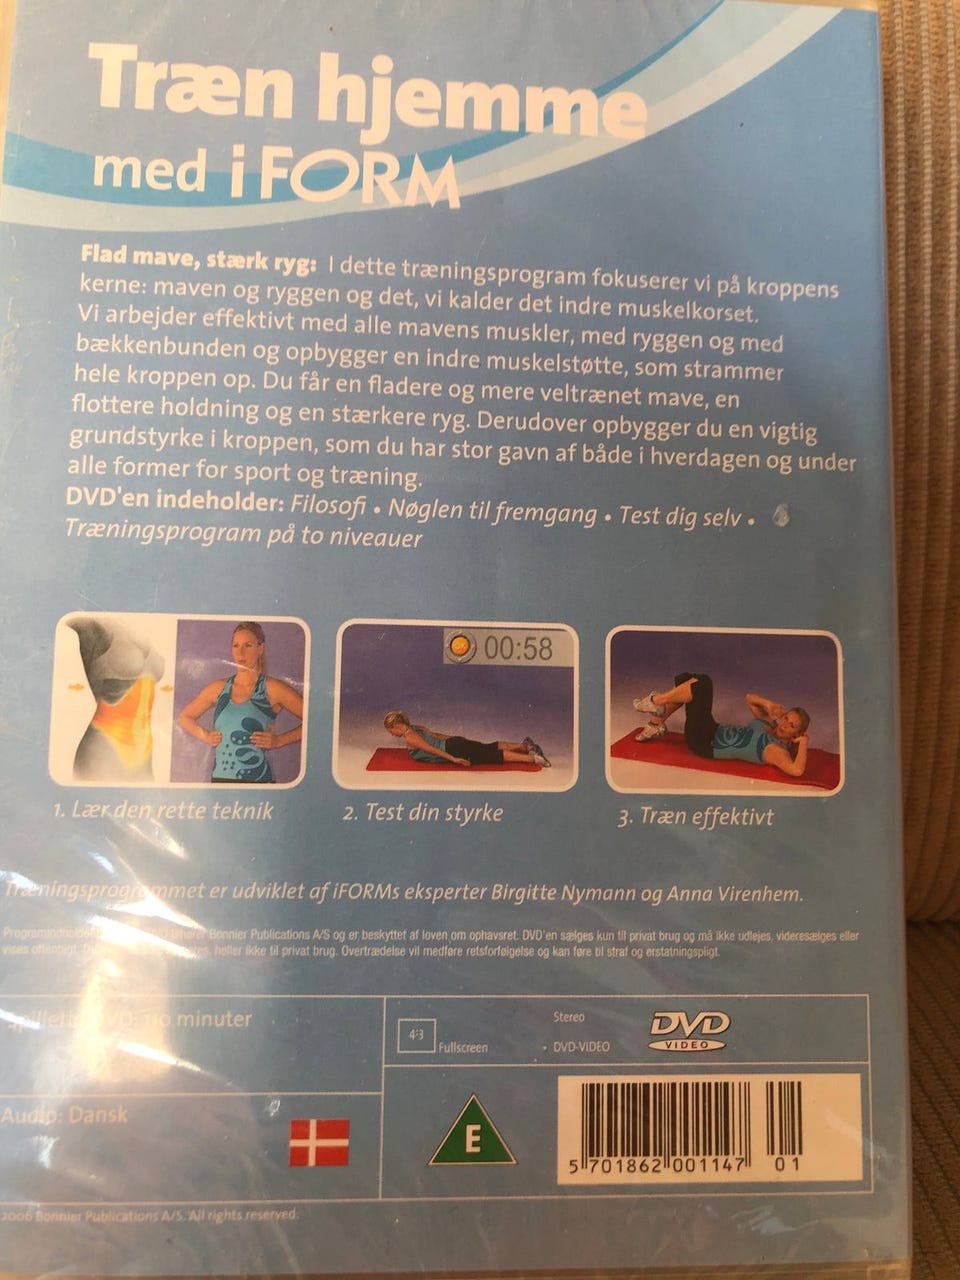 Træn hjemme
med i FORM
Flad mave, stærk ryg: I dette træningsprogram fokuserer vi på kroppens
kerne: maven og ryggen og det, vi kalder det indre muskelkorset.
Vi arbejder effektivt med alle mavens muskler, med ryggen og med
bækkenbunden og opbygger en indre muskelstøtte, som strammer
hele kroppen op. Du får en fladere og mere veltrænet mave, en
flottere holdning og en stærkere ryg. Derudover opbygger du en vigtig
grundstyrke i kroppen, som du har stor gavn af både i hverdagen og under
alle former for sport og træning.
DVD'en indeholder: Filosofi • Nøglen til fremgang • Test dig selv •
Træningsprogram på to niveauer
00:58
1. Lær den rette teknik
2. Test din styrke
3. Træn effektivt
Træningsprogrammet er udviklet af iFORMs eksperter Birgitte Nymann og Anna Virenhem.
Bonnier Publications A/S og er beskyttet af loven om ophavsret. DVD'en sælges kun til privat brug og må ikke udlejes, videresælges eller
vises offentligt. heller ikke til privat brug. Overtrædelse vil medføre retsforfølgelse og kan føre til straf og erstatningspligt.
minuter
4:3
Fullscreen
Stereo
• DVD-VIDEO
DVD
VIDEO
Audio: Dansk
E
5 701862 001147 01
2006 Bonnier Publications A/S. All rights reserved.